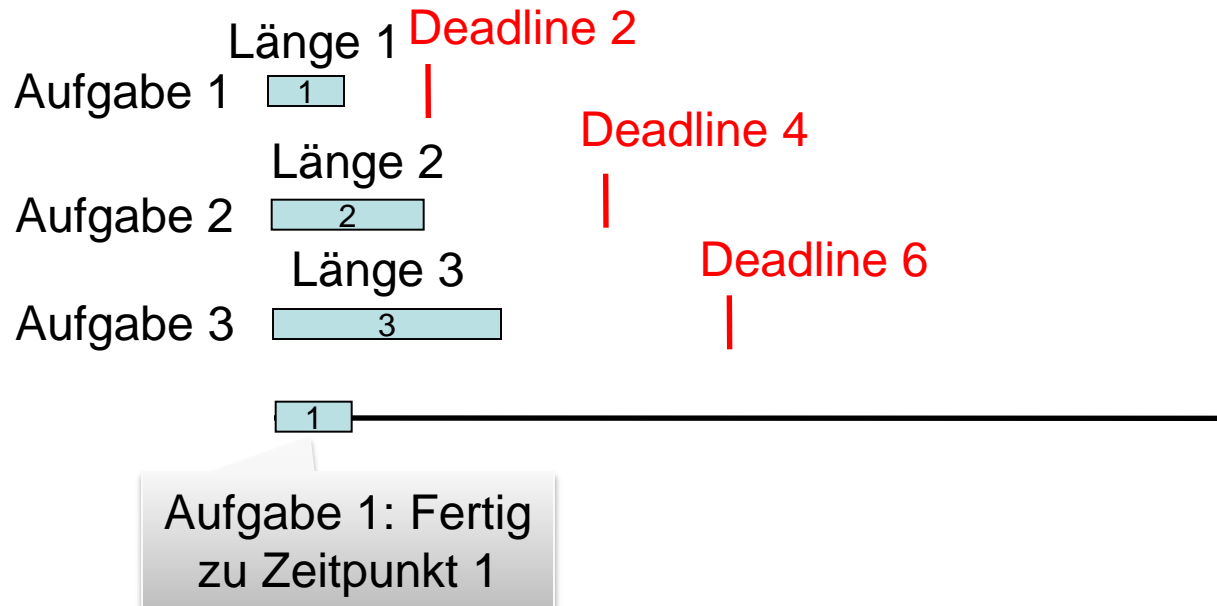 Länge 1 Deadline 2
Aufgabe 1 1
Deadline 4
Länge 2
Aufgabe 2 2
Deadline 6
Länge 3
Aufgabe 3 3
1
Aufgabe 1: Fertig
zu Zeitpunkt 1